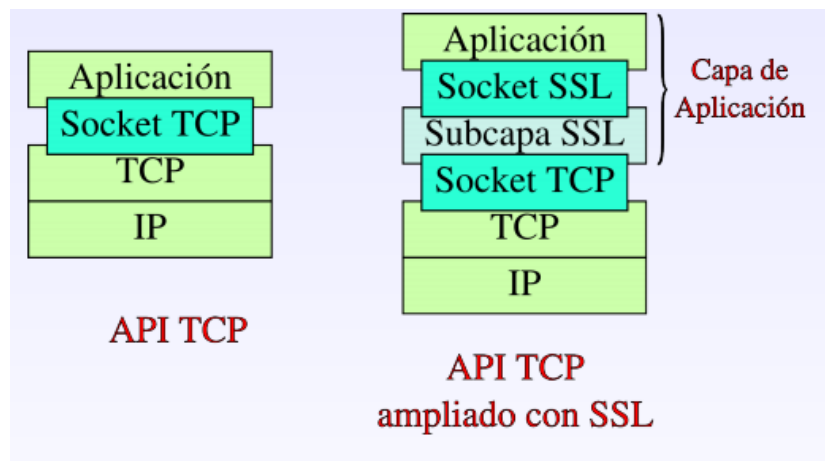 Aplicación
Socket TCP
TCP
IP
API TCP
Aplicación
Socket SSL
Subcapa SSL
Socket TCP
TCP
IP
Capa de
Aplicación
API TCP
ampliado con SSL